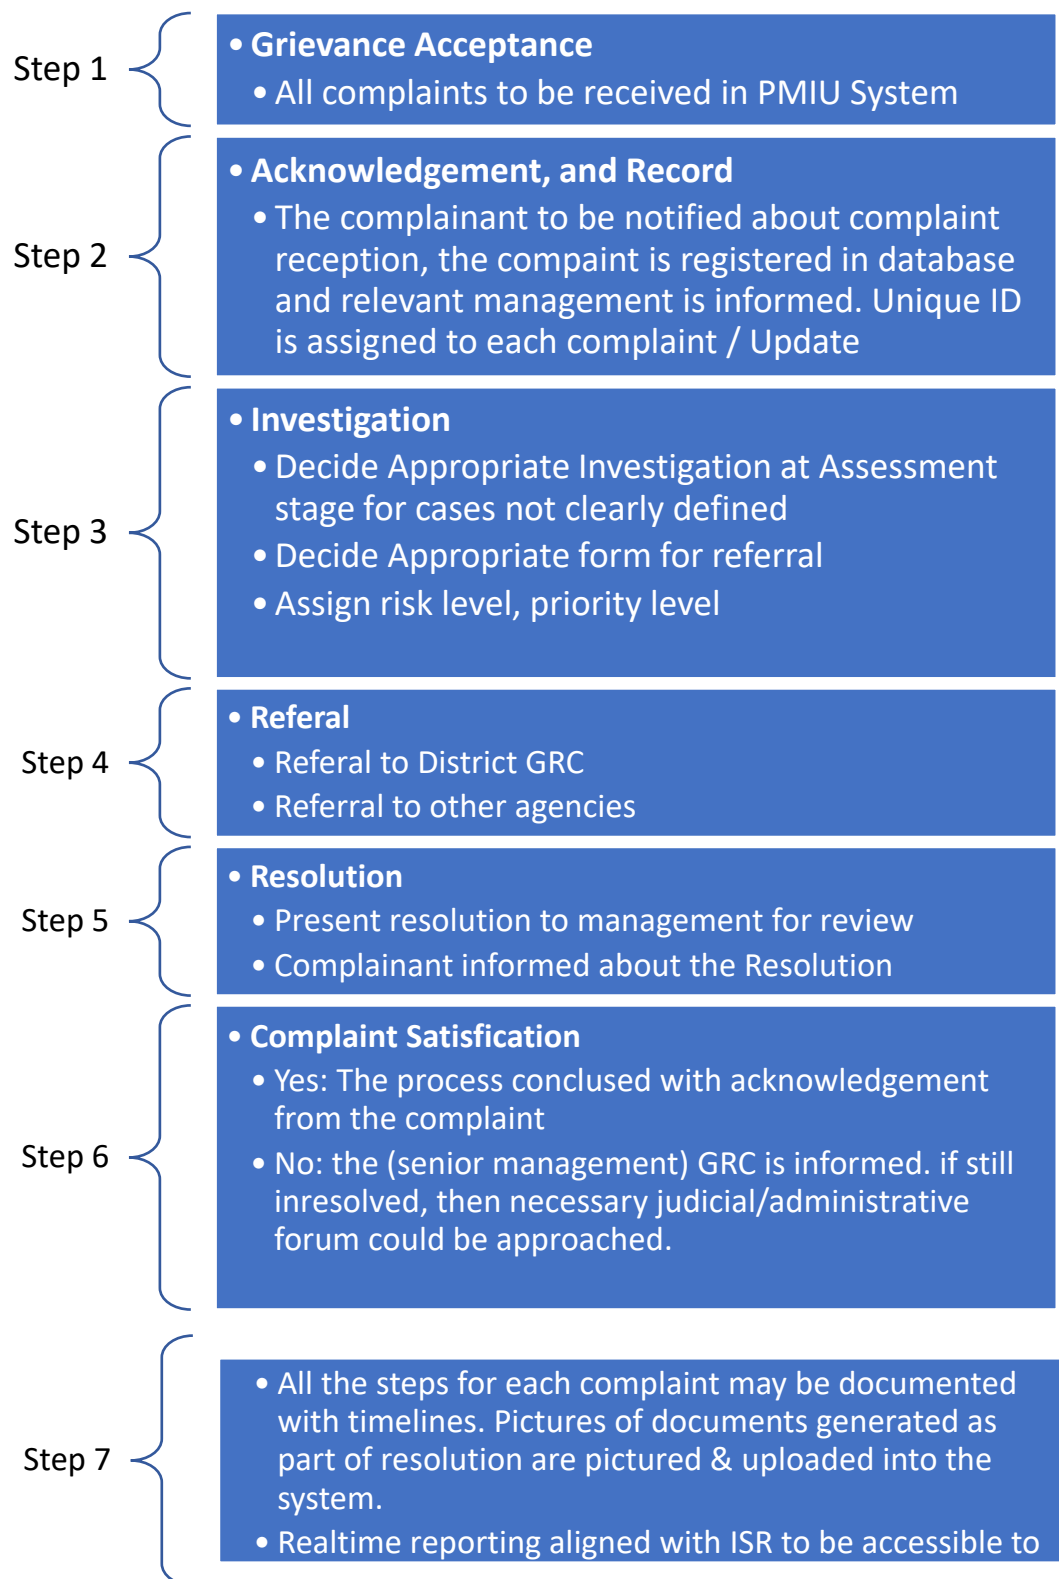 Step 1
• Grievance Acceptance
• All complaints to be received in PMIU System
Step 2
• Acknowledgement, and Record
• The complainant to be notified about complaint
reception, the compaint is registered in database
and relevant management is informed. Unique ID
is assigned to each complaint / Update
Step 3
• Investigation
• Decide Appropriate Investigation at Assessment
stage for cases not clearly defined
• Decide Appropriate form for referral
• Assign risk level, priority level
Step 4
• Referal
• Referal to District GRC
• Referral to other agencies
Step 5
• Resolution
• Present resolution to management for review
• Complainant informed about the Resolution
Step 6
• Complaint Satisfication
• Yes: The process conclused with acknowledgement
from the complaint
• No: the (senior management) GRC is informed. if still
inresolved, then necessary judicial/administrative
forum could be approached.
Step 7
• All the steps for each complaint may be documented
with timelines. Pictures of documents generated as
part of resolution are pictured & uploaded into the
system.
• Realtime reporting aligned with ISR to be accessible to